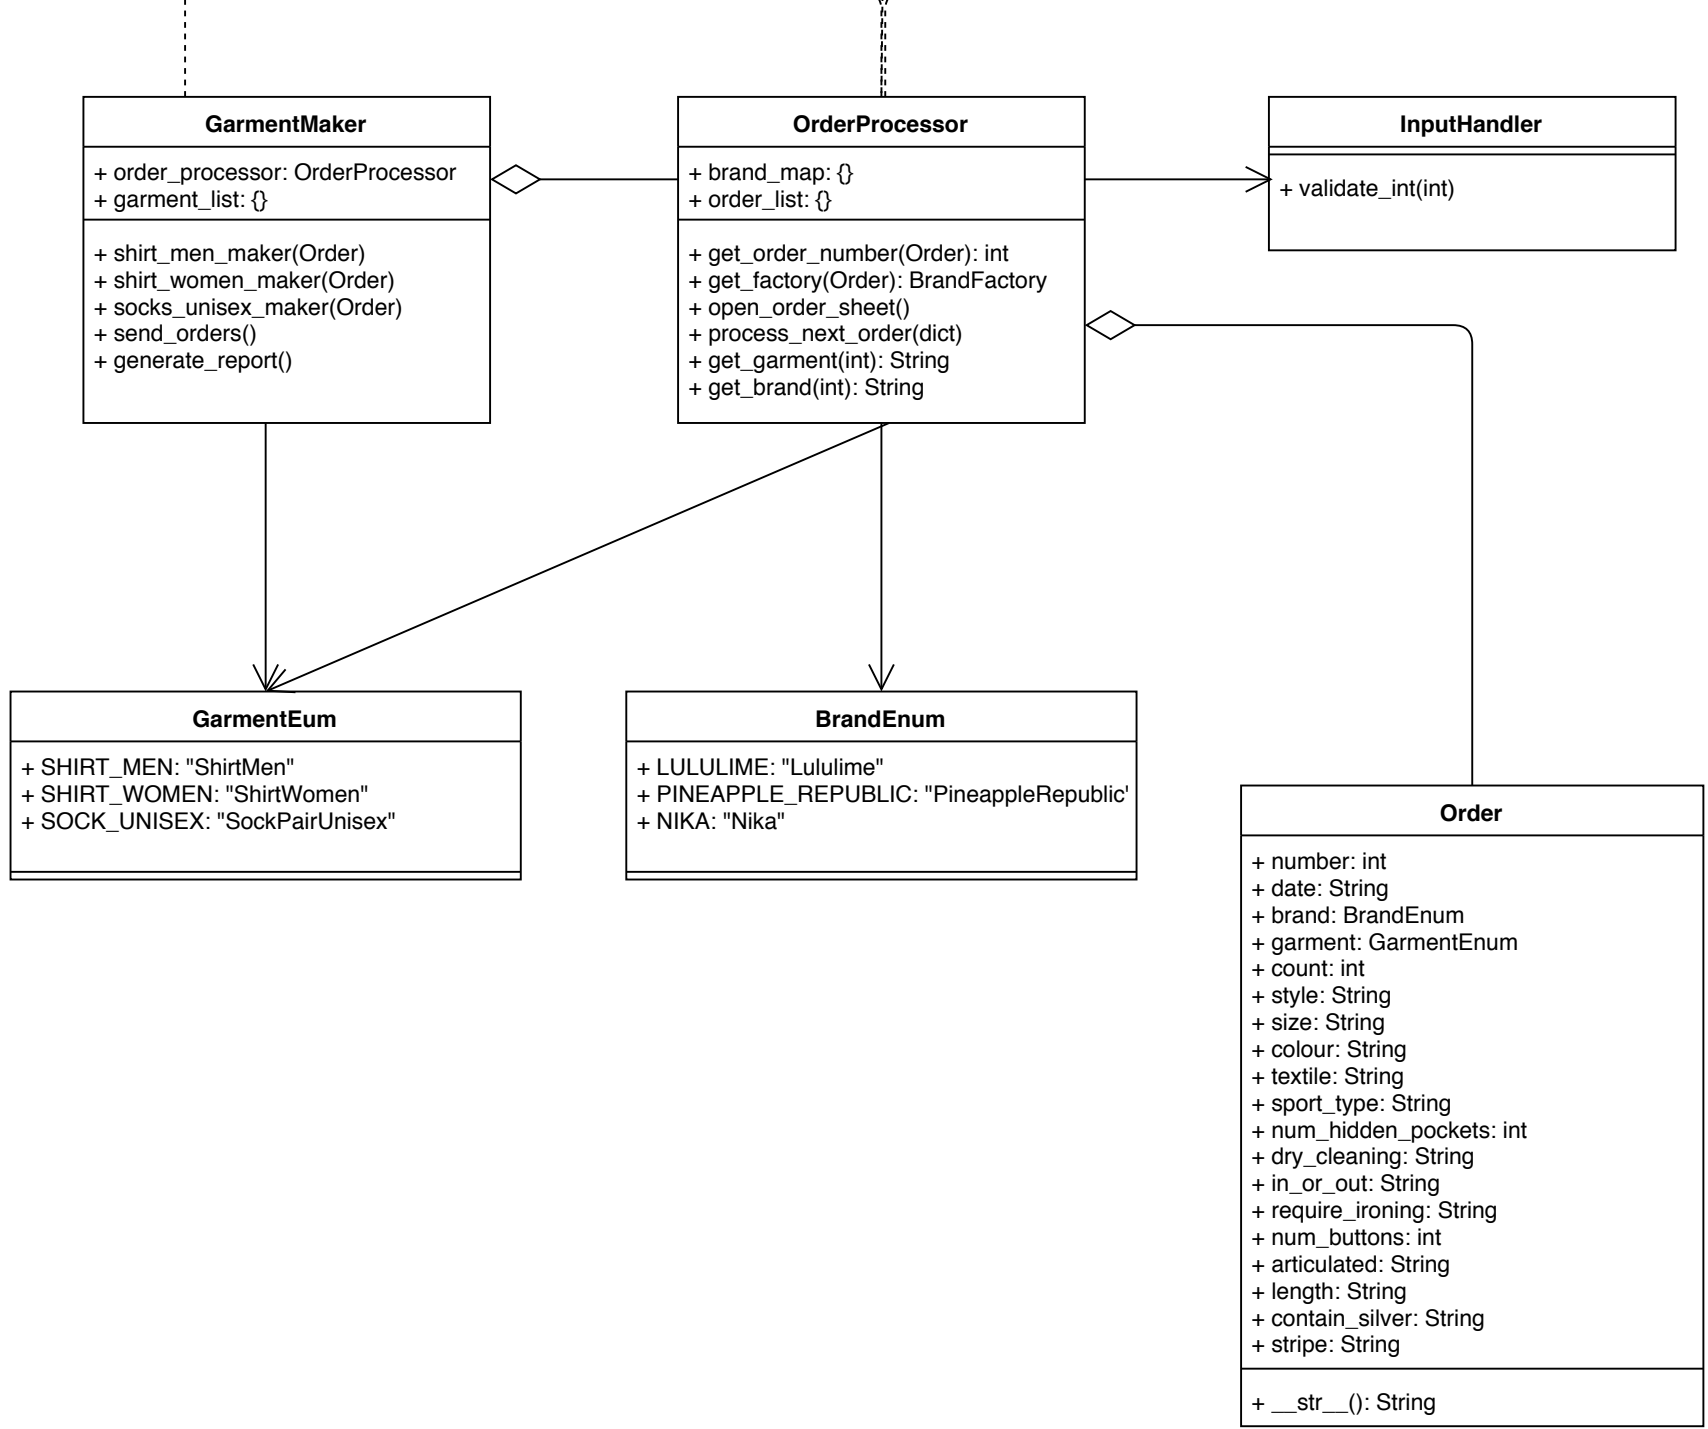 GarmentMaker
+ order_processor: OrderProcessor
+ garment_list: {}
+ shirt_men_maker(Order)
+ shirt_women_maker(Order)
+ socks_unisex_maker(Order)
+ send_orders()
+ generate_report()
OrderProcessor
+ brand_map: {}
+ order_list: {}
+ get_order_number(Order): int
+ get_factory(Order): BrandFactory
+ open_order_sheet()
+ process_next_order(dict)
+ get_garment(int): String
+ get_brand(int): String
InputHandler
+ validate_int(int)
GarmentEum
+ SHIRT_MEN: "ShirtMen"
+ SHIRT_WOMEN: "ShirtWomen"
+ SOCK_UNISEX: "SockPairUnisex"
BrandEnum
+ LULULIME: "Lululime"
+ PINEAPPLE_REPUBLIC: "PineappleRepublic'
+ NIKA: "Nika"
Order
+ number: int
+ date: String
+ brand: BrandEnum
+ garment: GarmentEnum
+ count: int
+ style: String
+ size: String
+ colour: String
+ textile: String
+ sport_type: String
+ num_hidden_pockets: int
+ dry_cleaning: String
+ in_or_out: String
+ require_ironing: String
+ num_buttons: int
+ articulated: String
+ length: String
+ contain_silver: String
+ stripe: String
+ __str__(): String